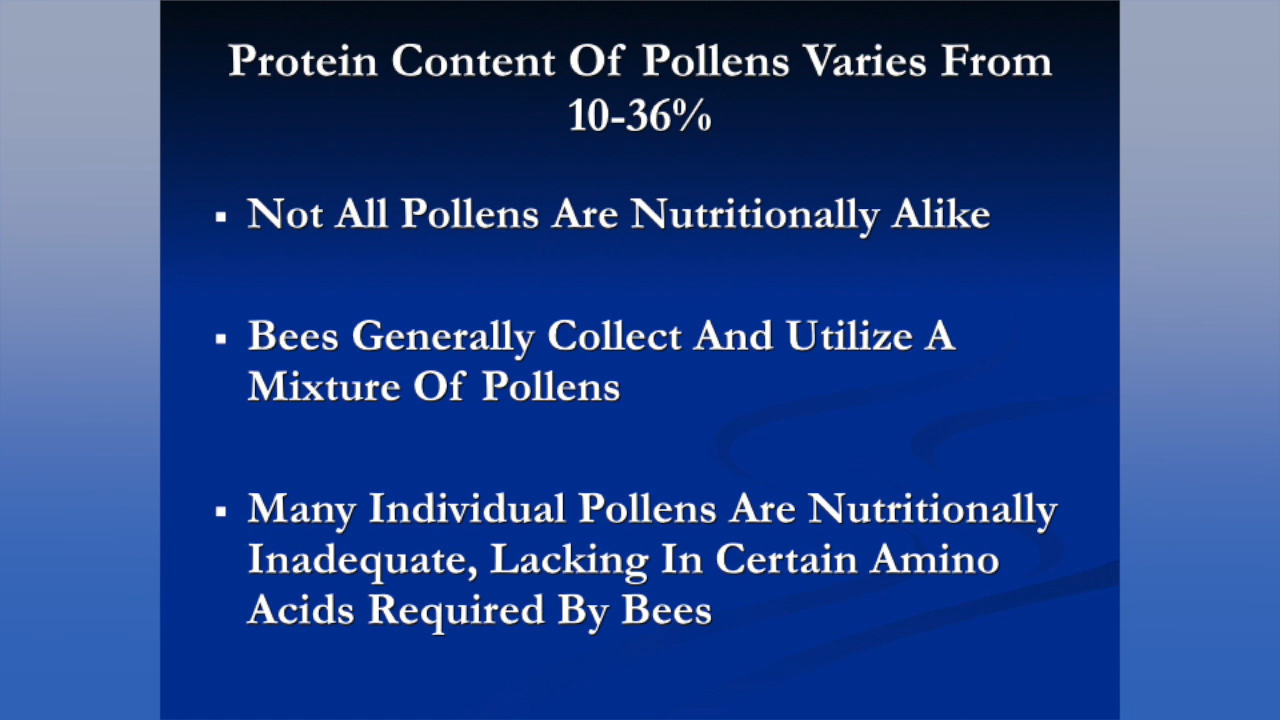 Protein Content Of Pollens Varies From
10-36%
▪ Not All Pollens Are Nutritionally Alike
▪ Bees Generally Collect And Utilize A
Mixture Of Pollens
▪ Many Individual Pollens Are Nutritionally
Inadequate, Lacking In Certain Amino
Acids Required By Bees